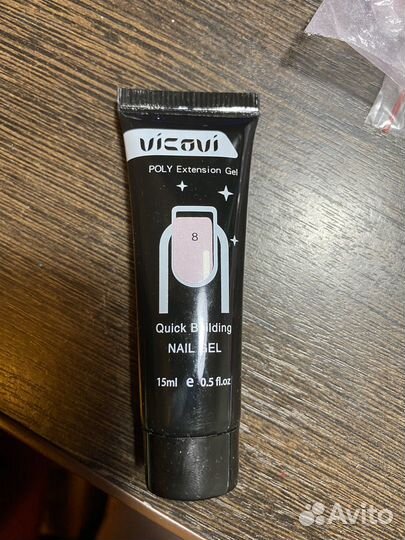 vicovi
POLY Extension Gel
8
Quick Building
NAIL GEL
15ml e 0.5 fl.oz
Avito